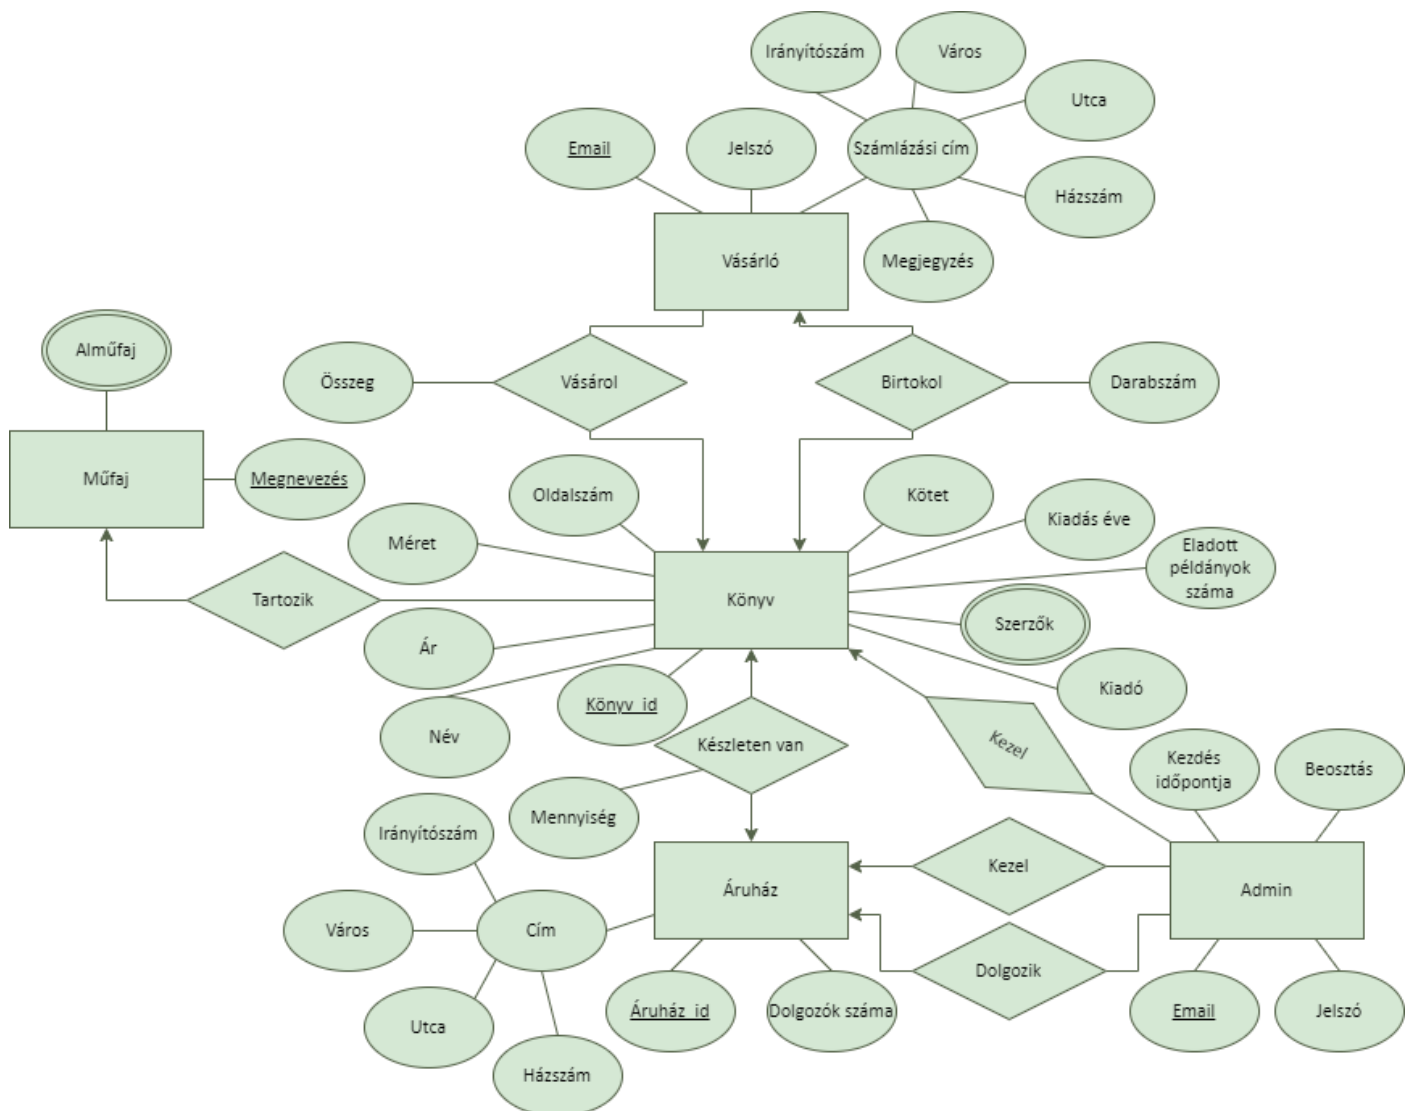 Irányítószám
Város
Utca
Email
Jelszó
Számlázási cím
Házszám
Vásárló
Megjegyzés
Alműfaj
Összeg
Vásárol
Birtokol
Darabszám
Műfaj
Megnevezés
Oldalszám
Kötet
Kiadás éve
Méret
Eladott
példányok
száma
Tartozik
Könyv
Szerzők
Ár
Kiadó
Könyv_id
Név
Készleten van
Kezel
Kezdés
időpontja
Beosztás
Mennyiség
Irányítószám
Kezel
Áruház
Admin
Város
Cím
Dolgozik
Utca
Áruház_id
Dolgozók száma
Email
Jelszó
Házszám